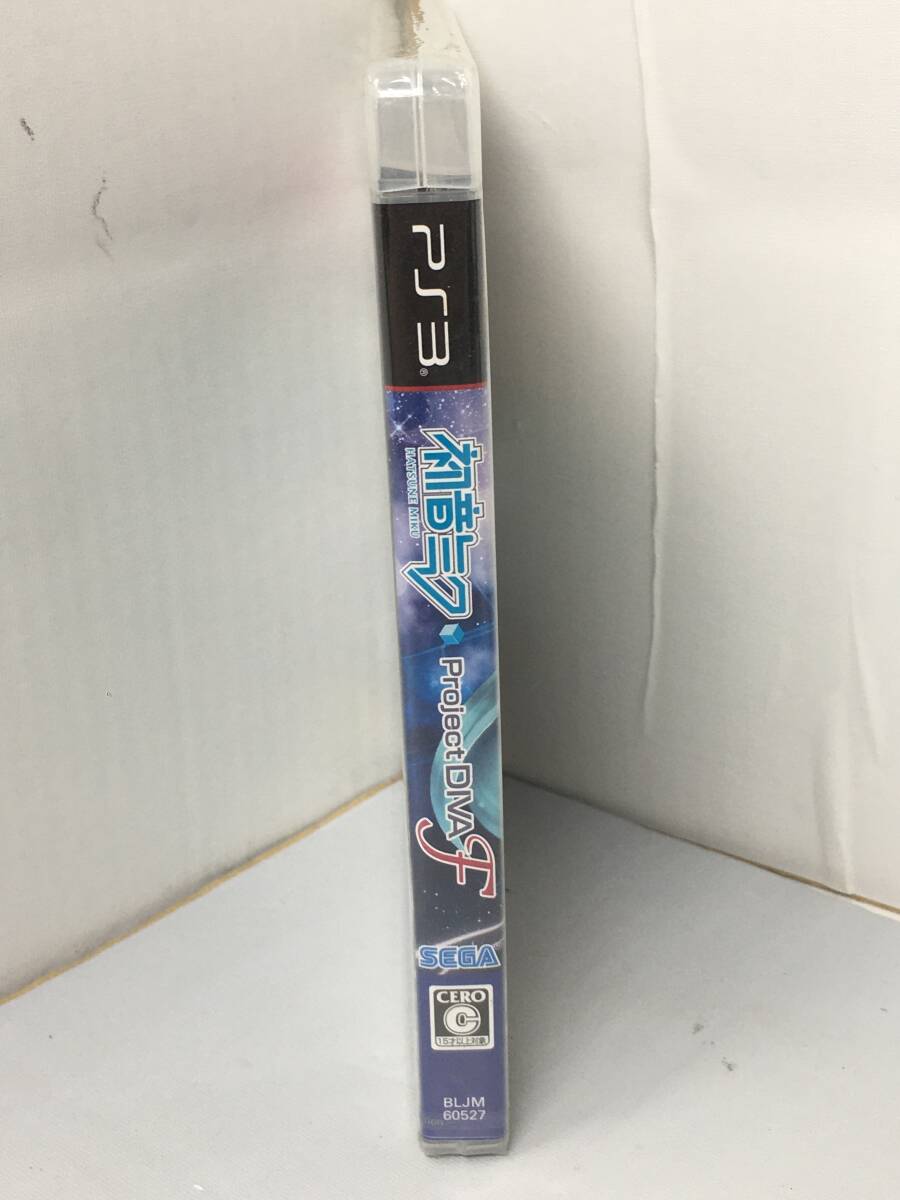 PS3®
初音ミク
HATSUNE MIKU
Project DIVA F
SEGA
CERO
C
15才以上対象
BLJM
60527